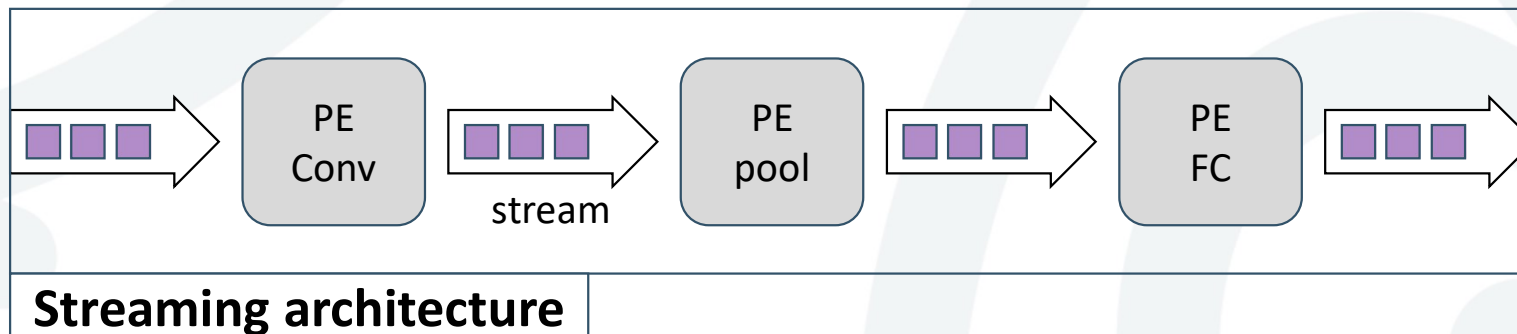 PE
Conv
stream
PE
pool
PE
FC
Streaming architecture